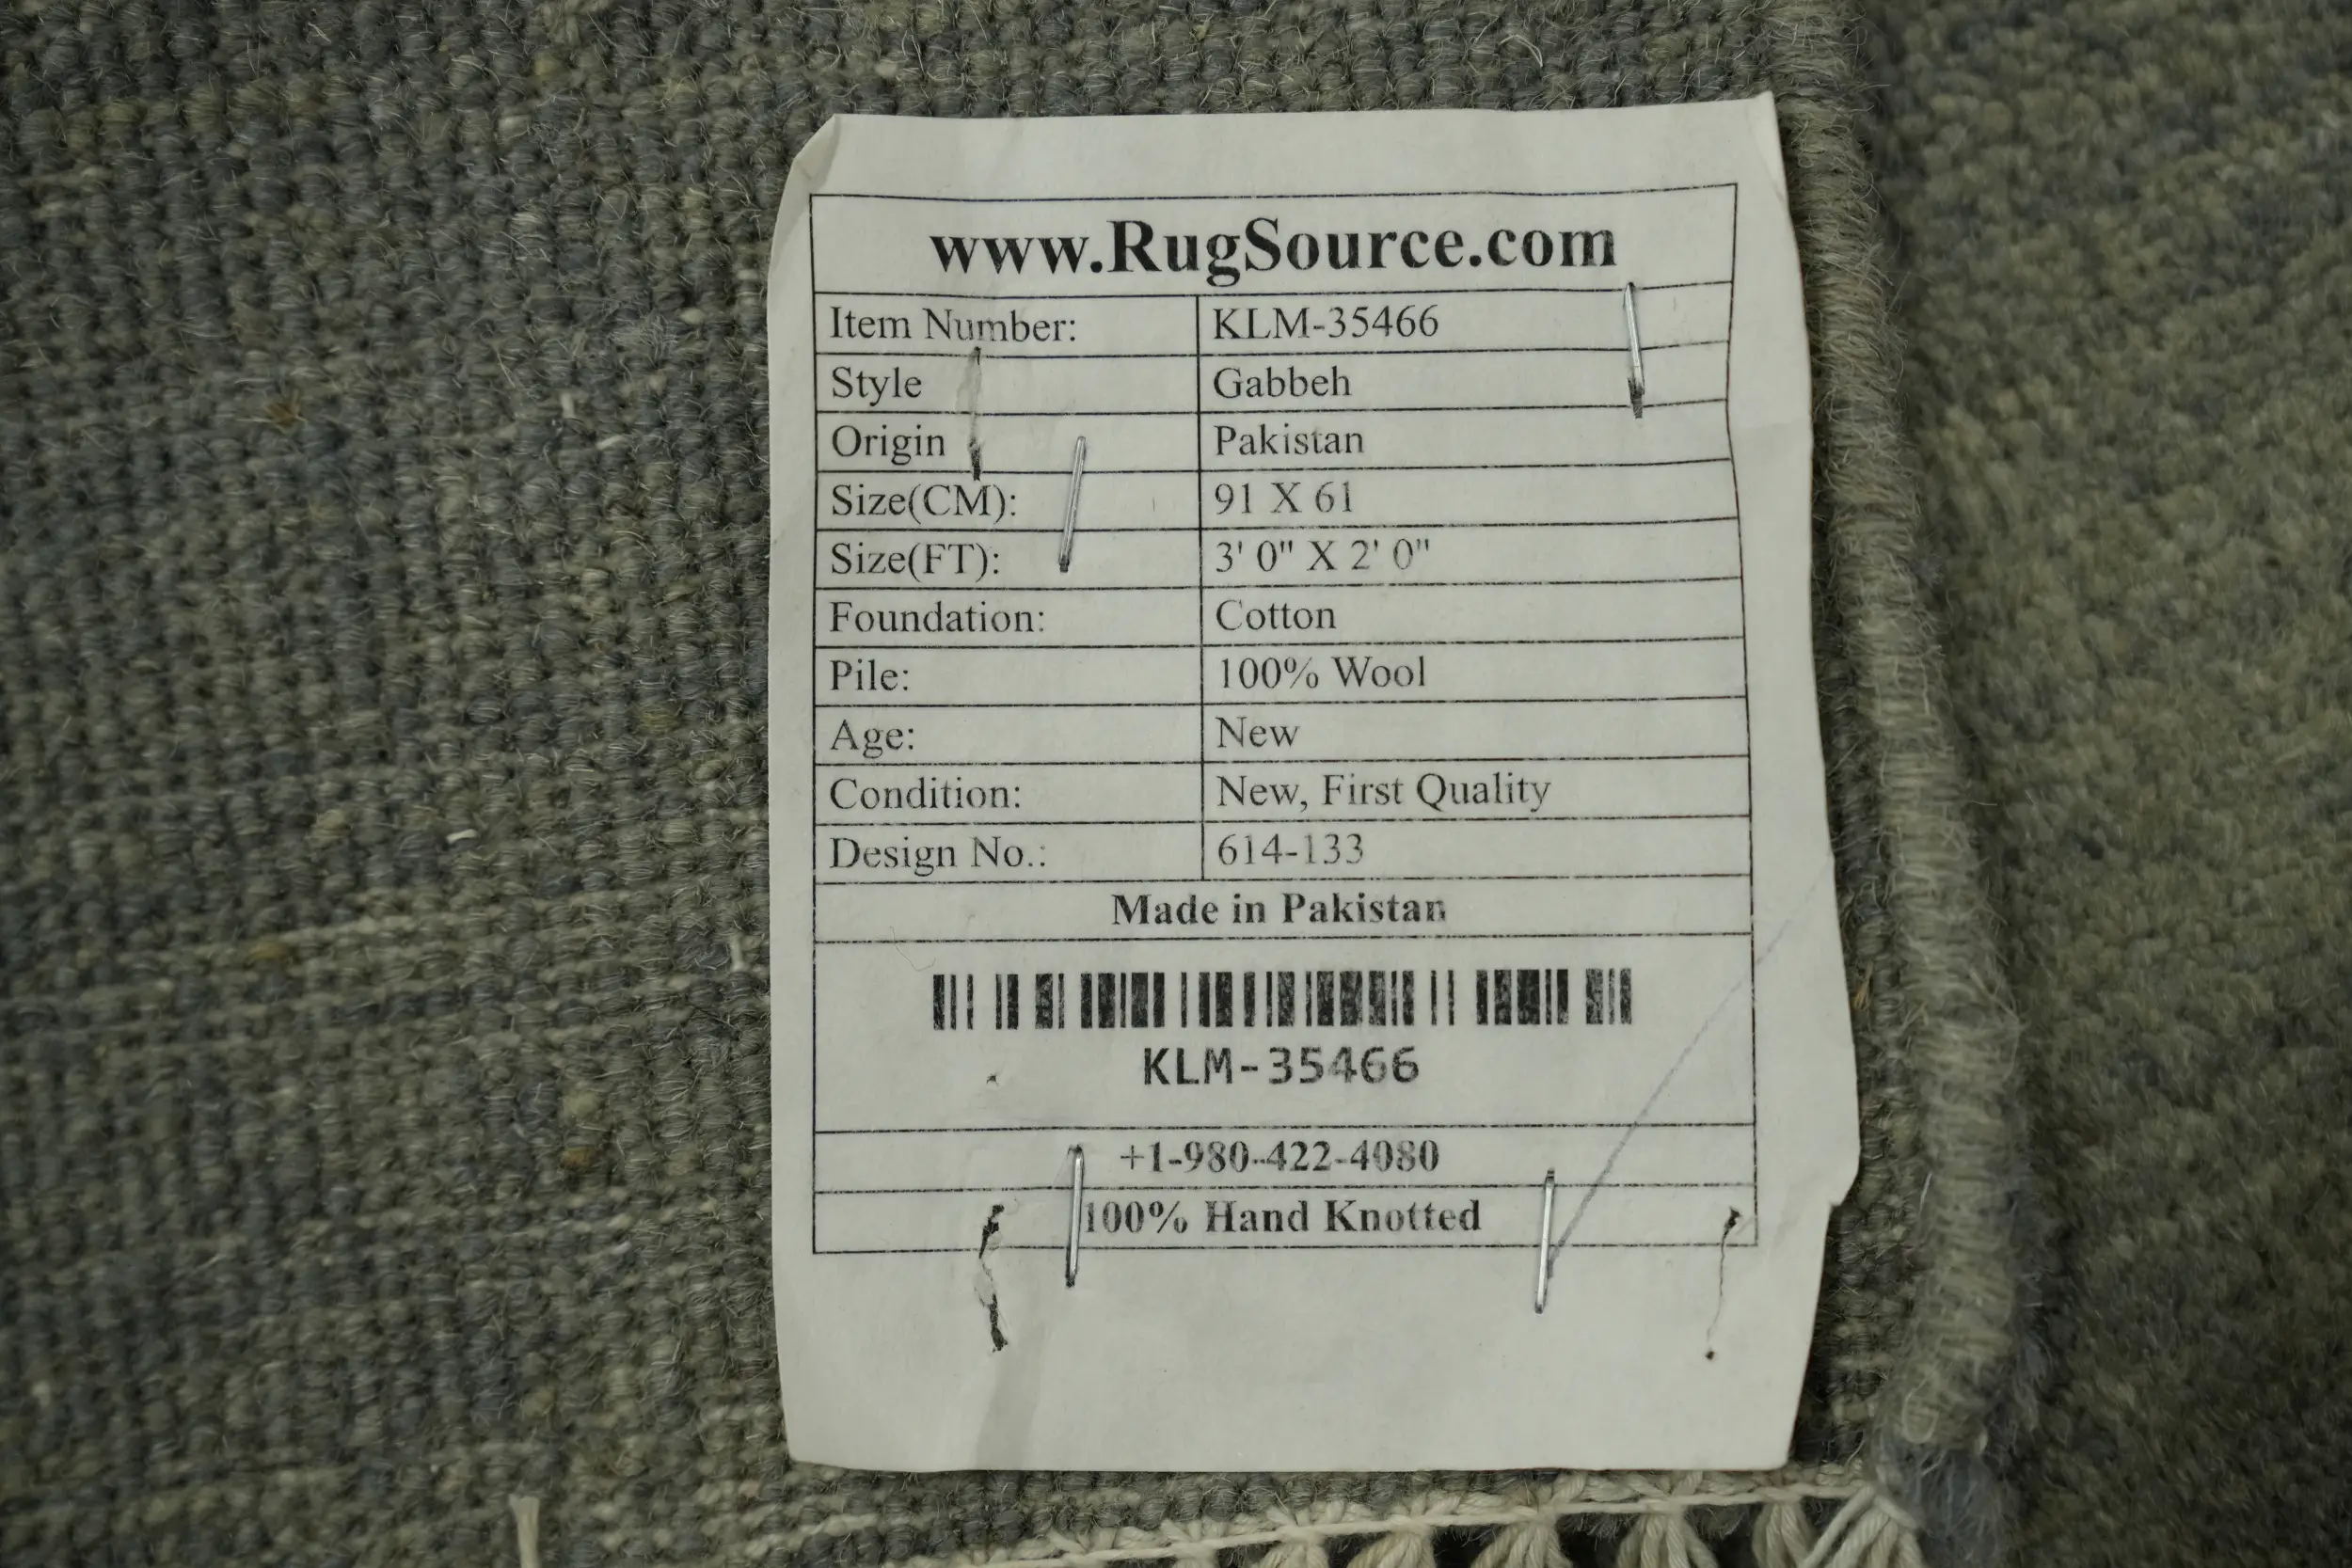 www.RugSource.com
Item Number: KLM-35466
Style Gabbeh
Origin Pakistan
Size(CM): 91 X 61
Size(FT): 3' 0" X 2' 0"
Foundation: Cotton
Pile: 100% Wool
Age: New
Condition: New, First Quality
Design No.: 614-133
Made in Pakistan
KLM-35466
+1-980-422-4080
100% Hand Knotted